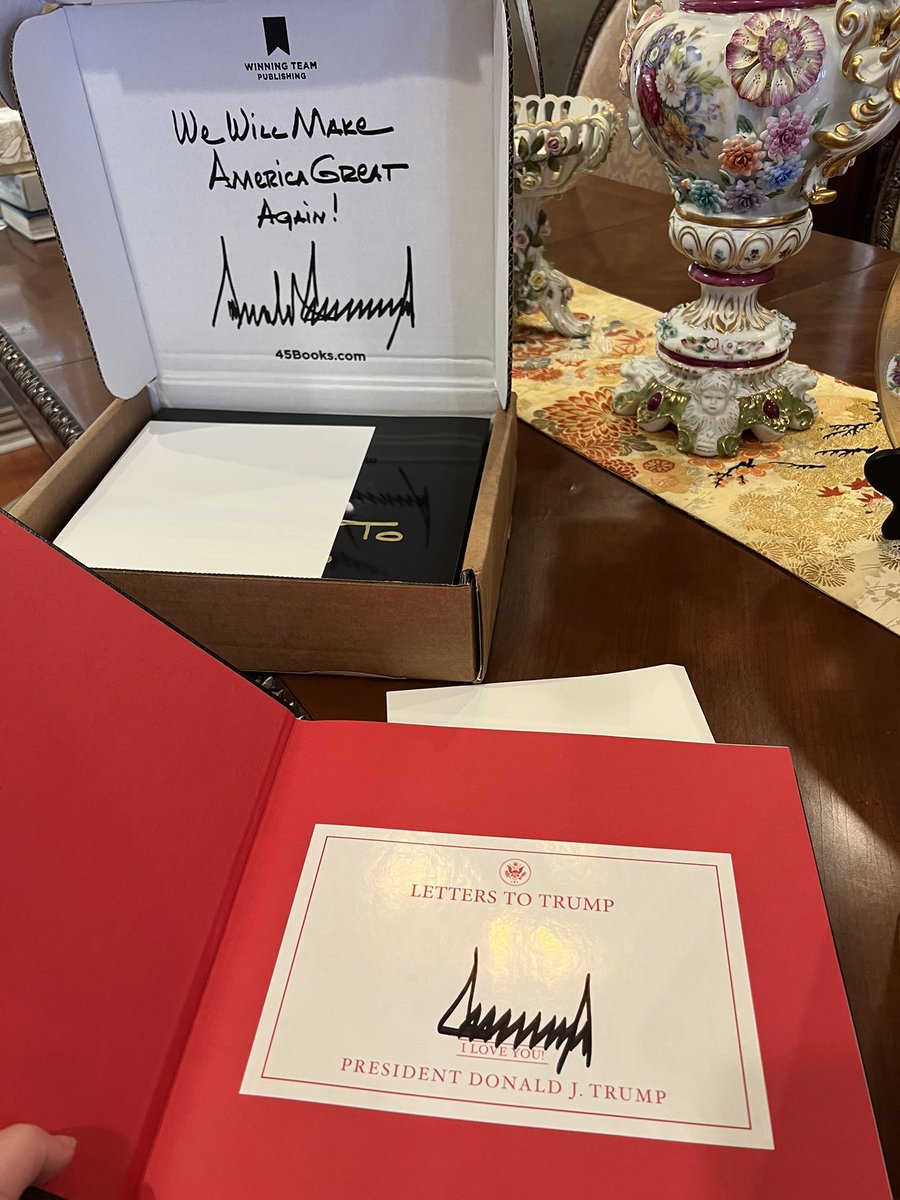 WINNING TEAM
PUBLISHING
We Will Make
America Great
Again!
45Books.com
To
LETTERS TO TRUMP
I LOVE YOU!
PRESIDENT DONALD J. TRUMP